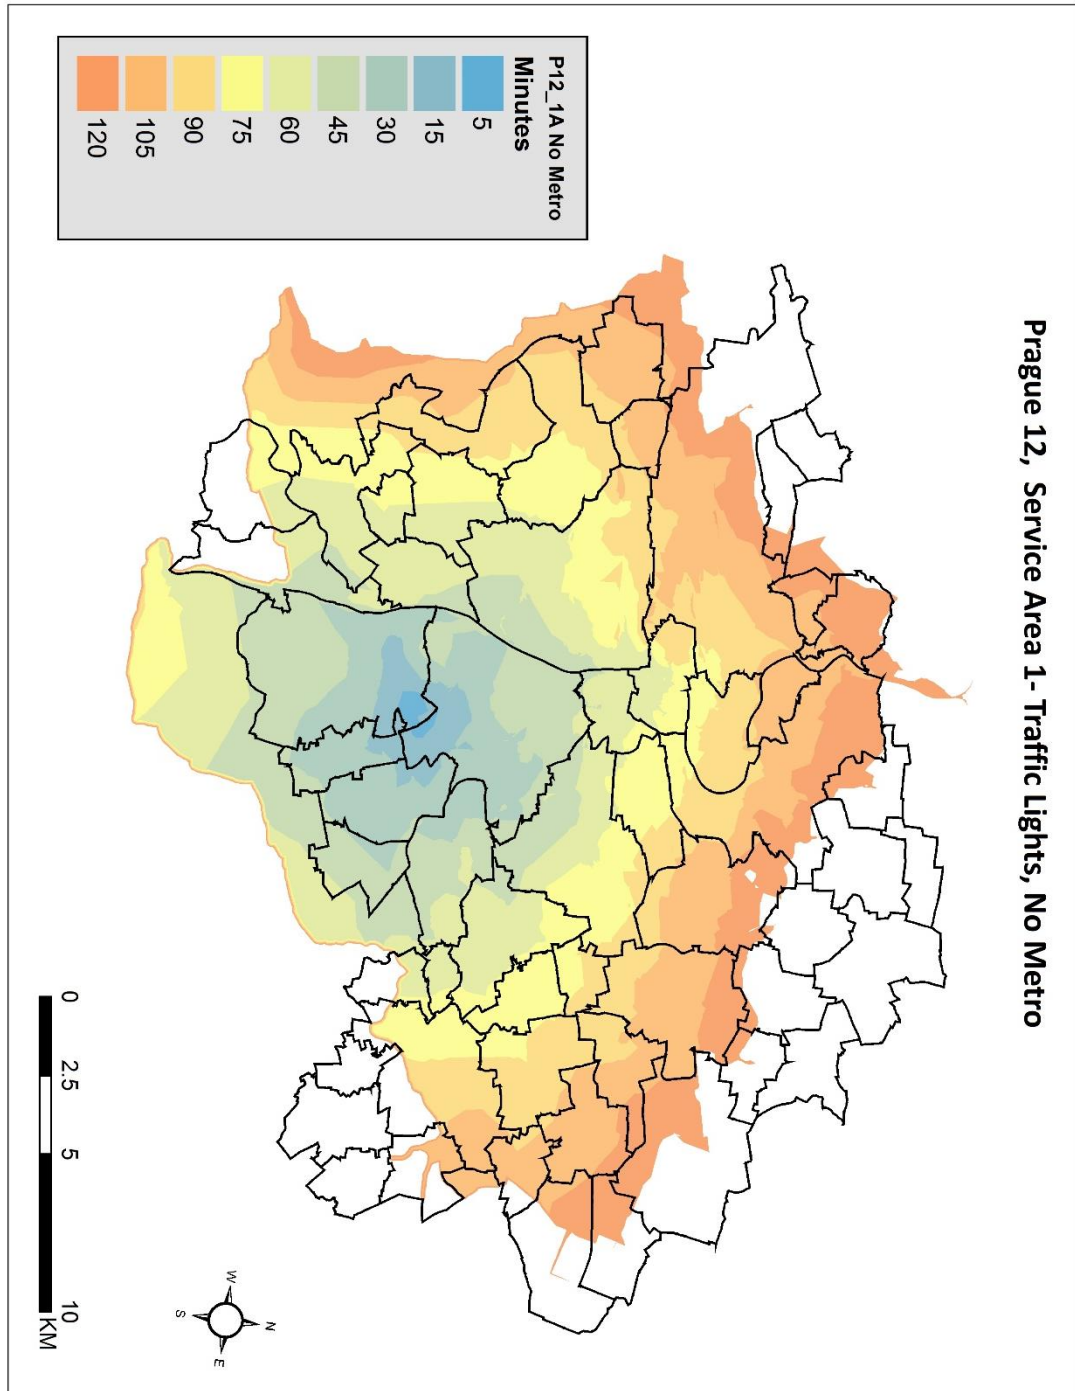 Prague 12,  Service Area 1- Traffic Lights, No Metro
P12_1A No Metro
Minutes
5
15
30
45
60
75
90
105
120
0 2.5 5 10
KM
N
W
E
S